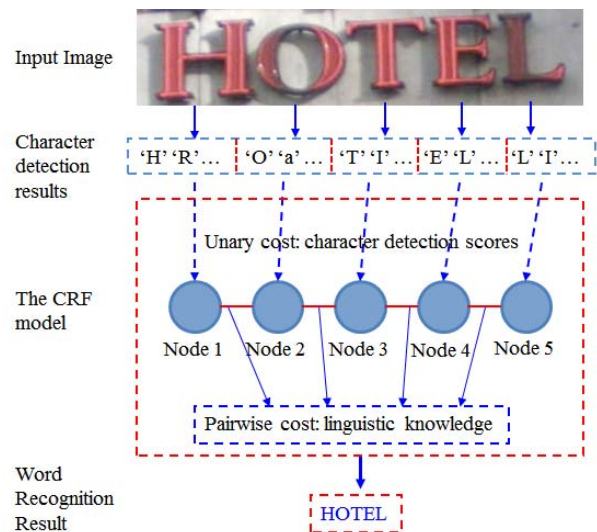 Input Image
HOTEL
Character
detection
results
‘H’ ‘R’... ‘O’ ‘a’ ... ‘T’ ‘I’... ‘E’ ‘L’... ‘L’ ‘I’...
Unary cost: character detection scores
The CRF
model
Node 1 Node 2 Node 3 Node 4 Node 5
Pairwise cost: linguistic knowledge
Word
Recognition
Result
HOTEL